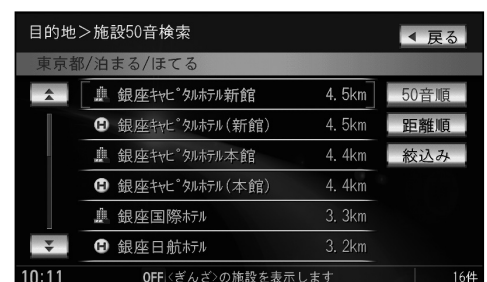 目的地>施設50音検索
戻る
東京都/泊まる/ほてる
銀座ｷｬﾋﾟﾀﾙﾎﾃﾙ新館 4.5km
50音順
銀座ｷｬﾋﾟﾀﾙﾎﾃﾙ(新館) 4.5km
距離順
銀座ｷｬﾋﾟﾀﾙﾎﾃﾙ本館 4.4km
絞込み
銀座ｷｬﾋﾟﾀﾙﾎﾃﾙ(本館) 4.4km
銀座国際ﾎﾃﾙ 3.3km
銀座日航ﾎﾃﾙ 3.2km
10:11 OFF<ぎんざ>の施設を表示します 16件